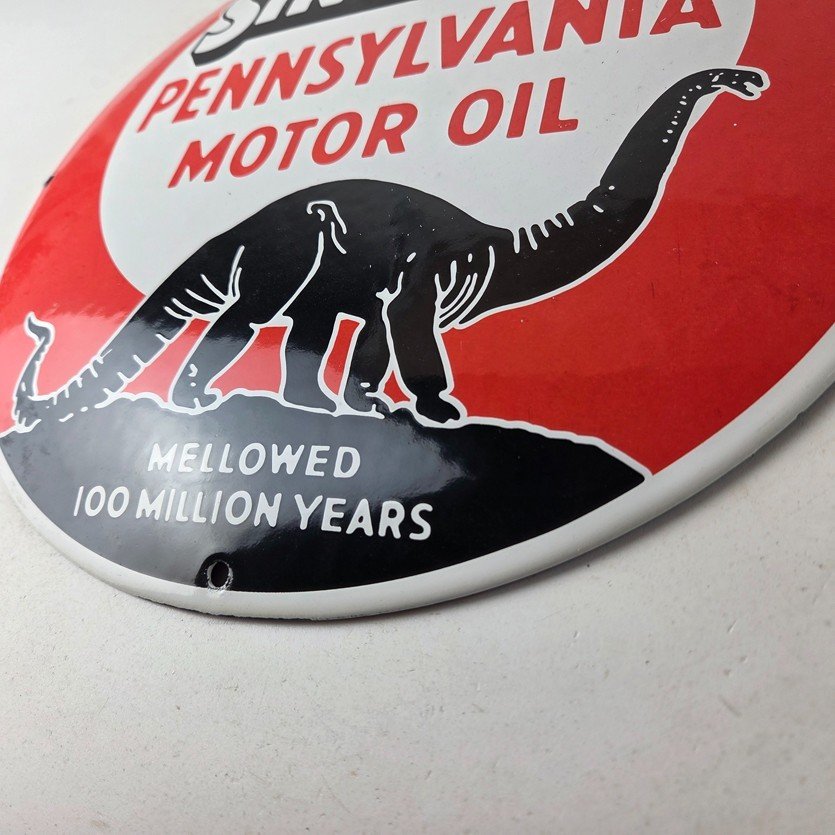 PENNSYLVANIA
MOTOR OIL
MELLOWED
100 MILLION YEARS